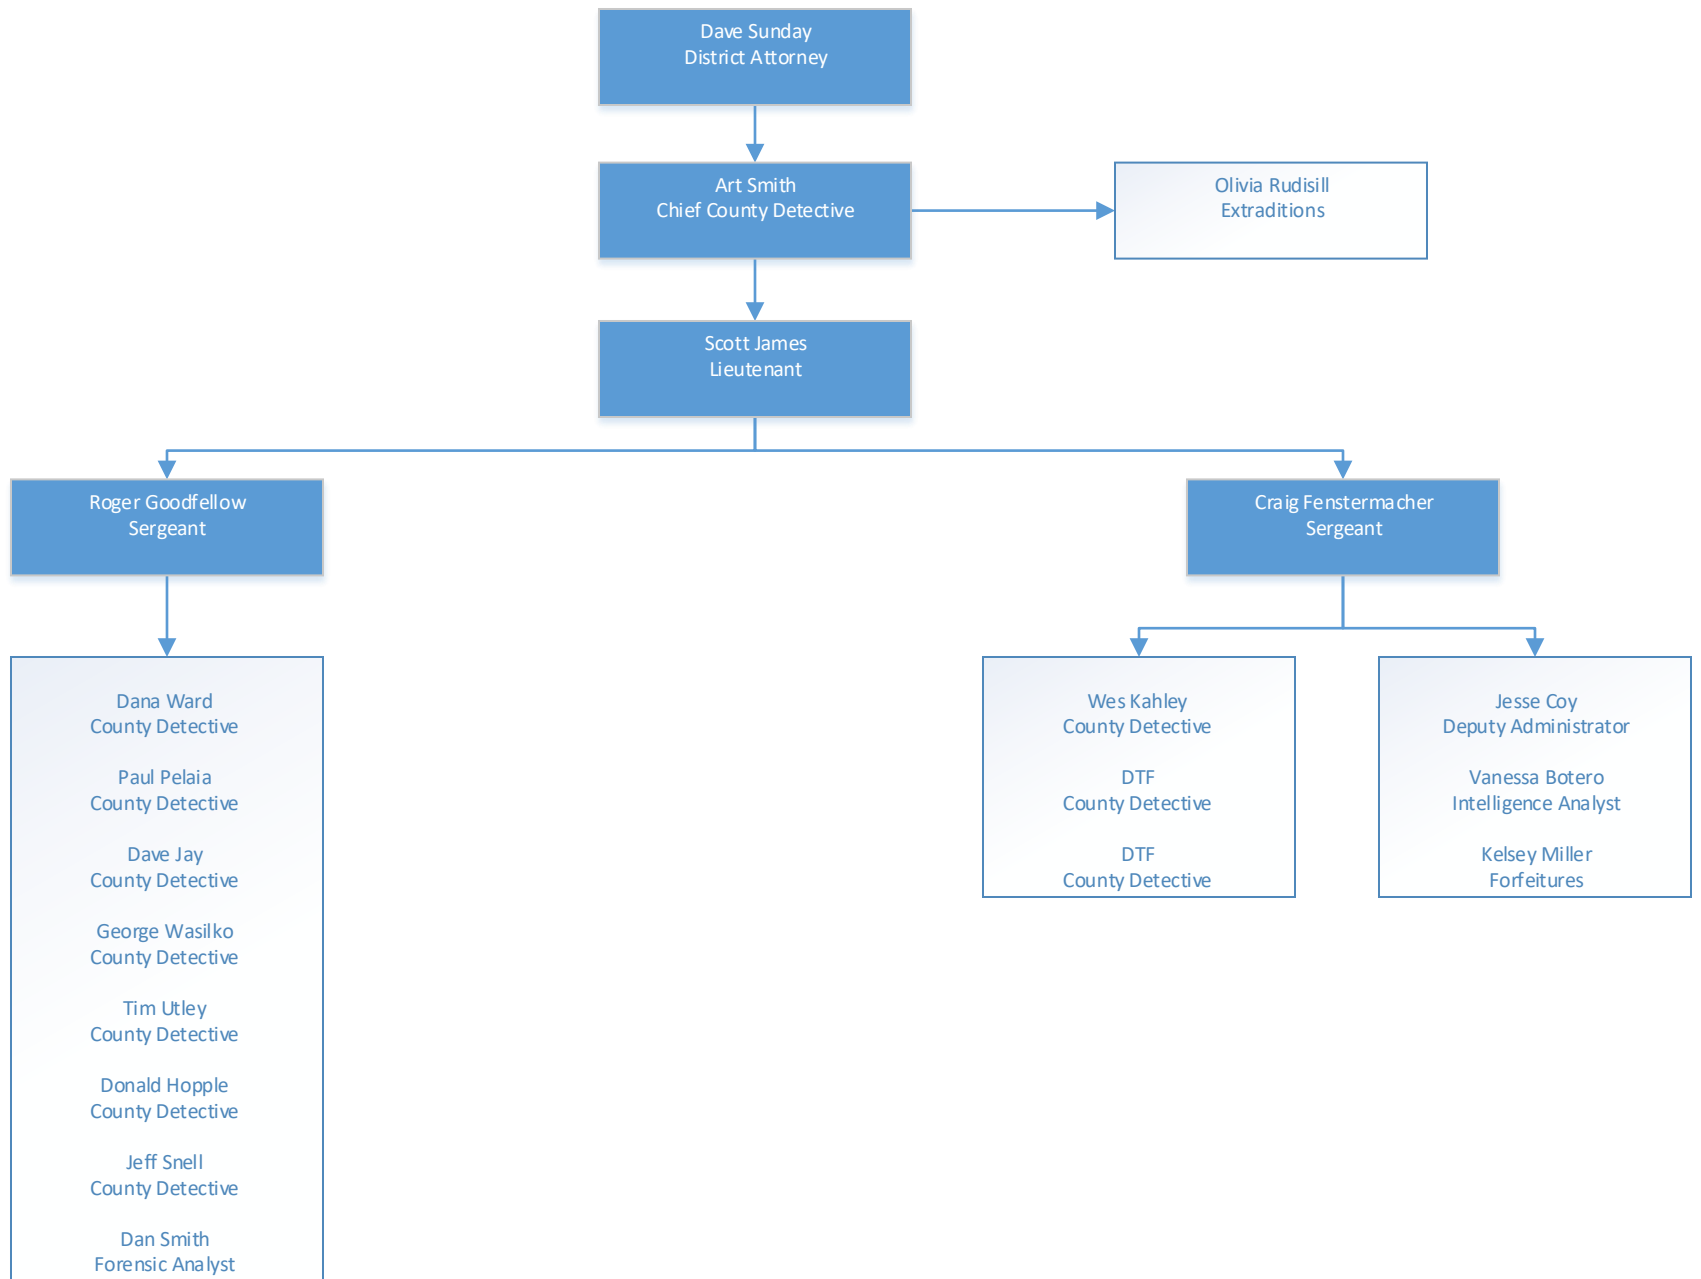 Dave Sunday
District Attorney
Art Smith
Chief County Detective
Olivia Rudisill
Extraditions
Scott James
Lieutenant
Roger Goodfellow
Sergeant
Craig Fenstermacher
Sergeant
Dana Ward
County Detective
Paul Pelaia
County Detective
Dave Jay
County Detective
George Wasilko
County Detective
Tim Utley
County Detective
Donald Hopple
County Detective
Jeff Snell
County Detective
Dan Smith
Forensic Analyst
Wes Kahley
County Detective
DTF
County Detective
DTF
County Detective
Jesse Coy
Deputy Administrator
Vanessa Botero
Intelligence Analyst
Kelsey Miller
Forfeitures